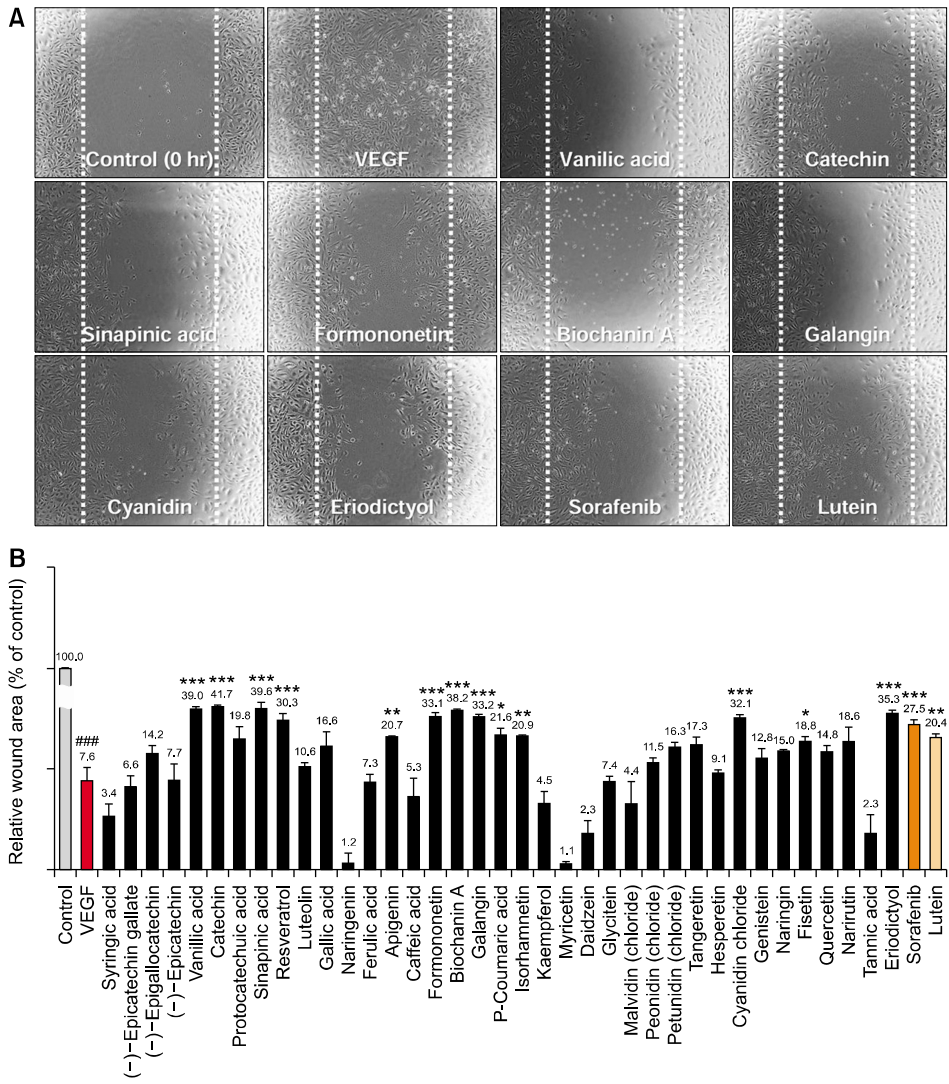 A
Control (0 hr)
VEGF
Vanilic acid
Catechin
Sinapinic acid
Formononetin
Biochanin A
Galangin
Cyanidin
Eriodictyol
Sorafenib
Lutein
B
Relative wound area (% of control)
100.0
###
7.6
3.4
6.6
14.2
7.7
***
39.0
***
41.7
19.8
***
39.6
***
30.3
10.6
16.6
1.2
7.3
**
20.7
5.3
***
33.1
***
38.2
***
33.2
*
21.6
**
20.9
4.5
1.1
2.3
7.4
4.4
11.5
16.3
17.3
9.1
***
32.1
12.8
15.0
*
18.8
14.8
18.6
2.3
***
35.3
***
27.5
**
20.4
Control
VEGF
Syringic acid
(−)−Epicatechin gallate
(−)−Epigallocatechin
(−)−Epicatechin
Vanillic acid
Catechin
Protocatechuic acid
Sinapinic acid
Resveratrol
Luteolin
Gallic acid
Naringenin
Ferulic acid
Apigenin
Caffeic acid
Formononetin
Biochanin A
Galangin
P-Coumaric acid
Isorhammetin
Kaempferol
Myricetin
Daidzein
Glycitein
Malvidin (chloride)
Peonidin (chloride)
Petunidin (chloride)
Tangeretin
Hesperetin
Cyanidin chloride
Genistein
Naringin
Fisetin
Quercetin
Narirutin
Tannic acid
Eriodictyol
Sorafenib
Lutein